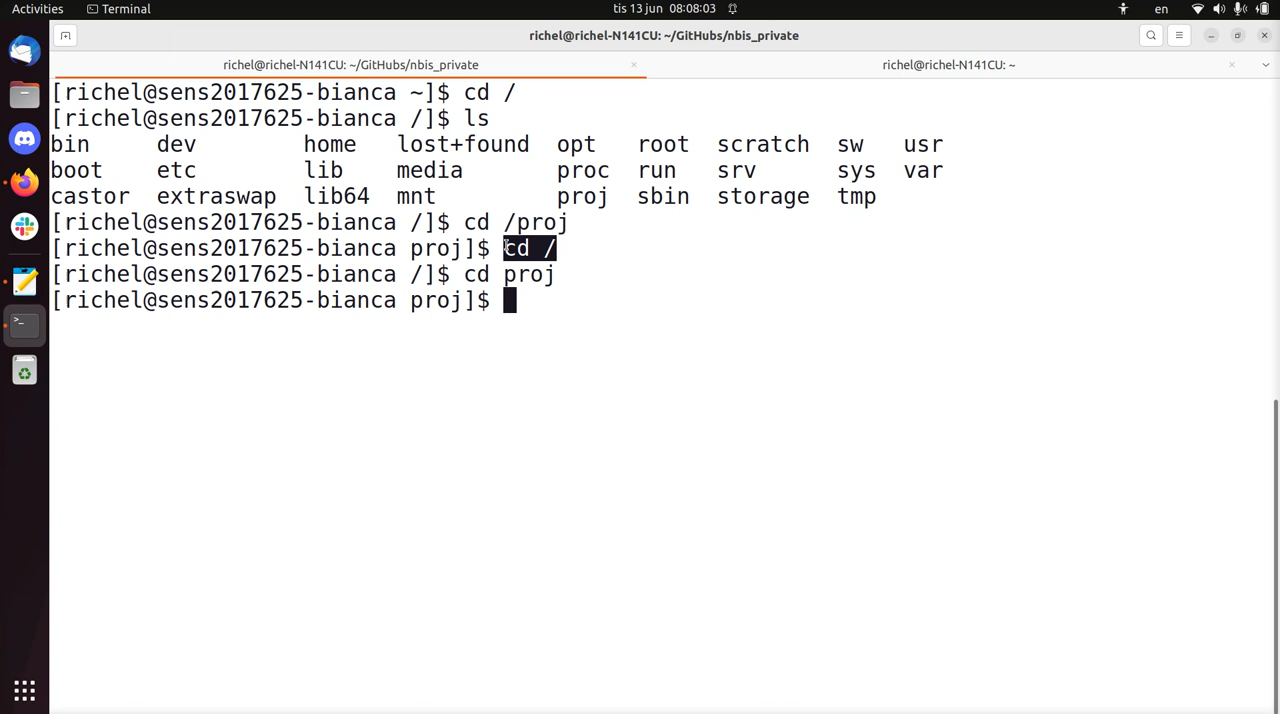 Activities Terminal tis 13 jun 08:08:03 en
richel@richel-N141CU: ~/GitHubs/nbis_private
richel@richel-N141CU: ~/GitHubs/nbis_private richel@richel-N141CU: ~
[richel@sens2017625-bianca ~]$ cd /
[richel@sens2017625-bianca /]$ ls
bin dev home lost+found opt root scratch sw usr
boot etc lib media proc run srv sys var
castor extraswap lib64 mnt proj sbin storage tmp
[richel@sens2017625-bianca /]$ cd /proj
[richel@sens2017625-bianca proj]$ cd /
[richel@sens2017625-bianca /]$ cd proj
[richel@sens2017625-bianca proj]$